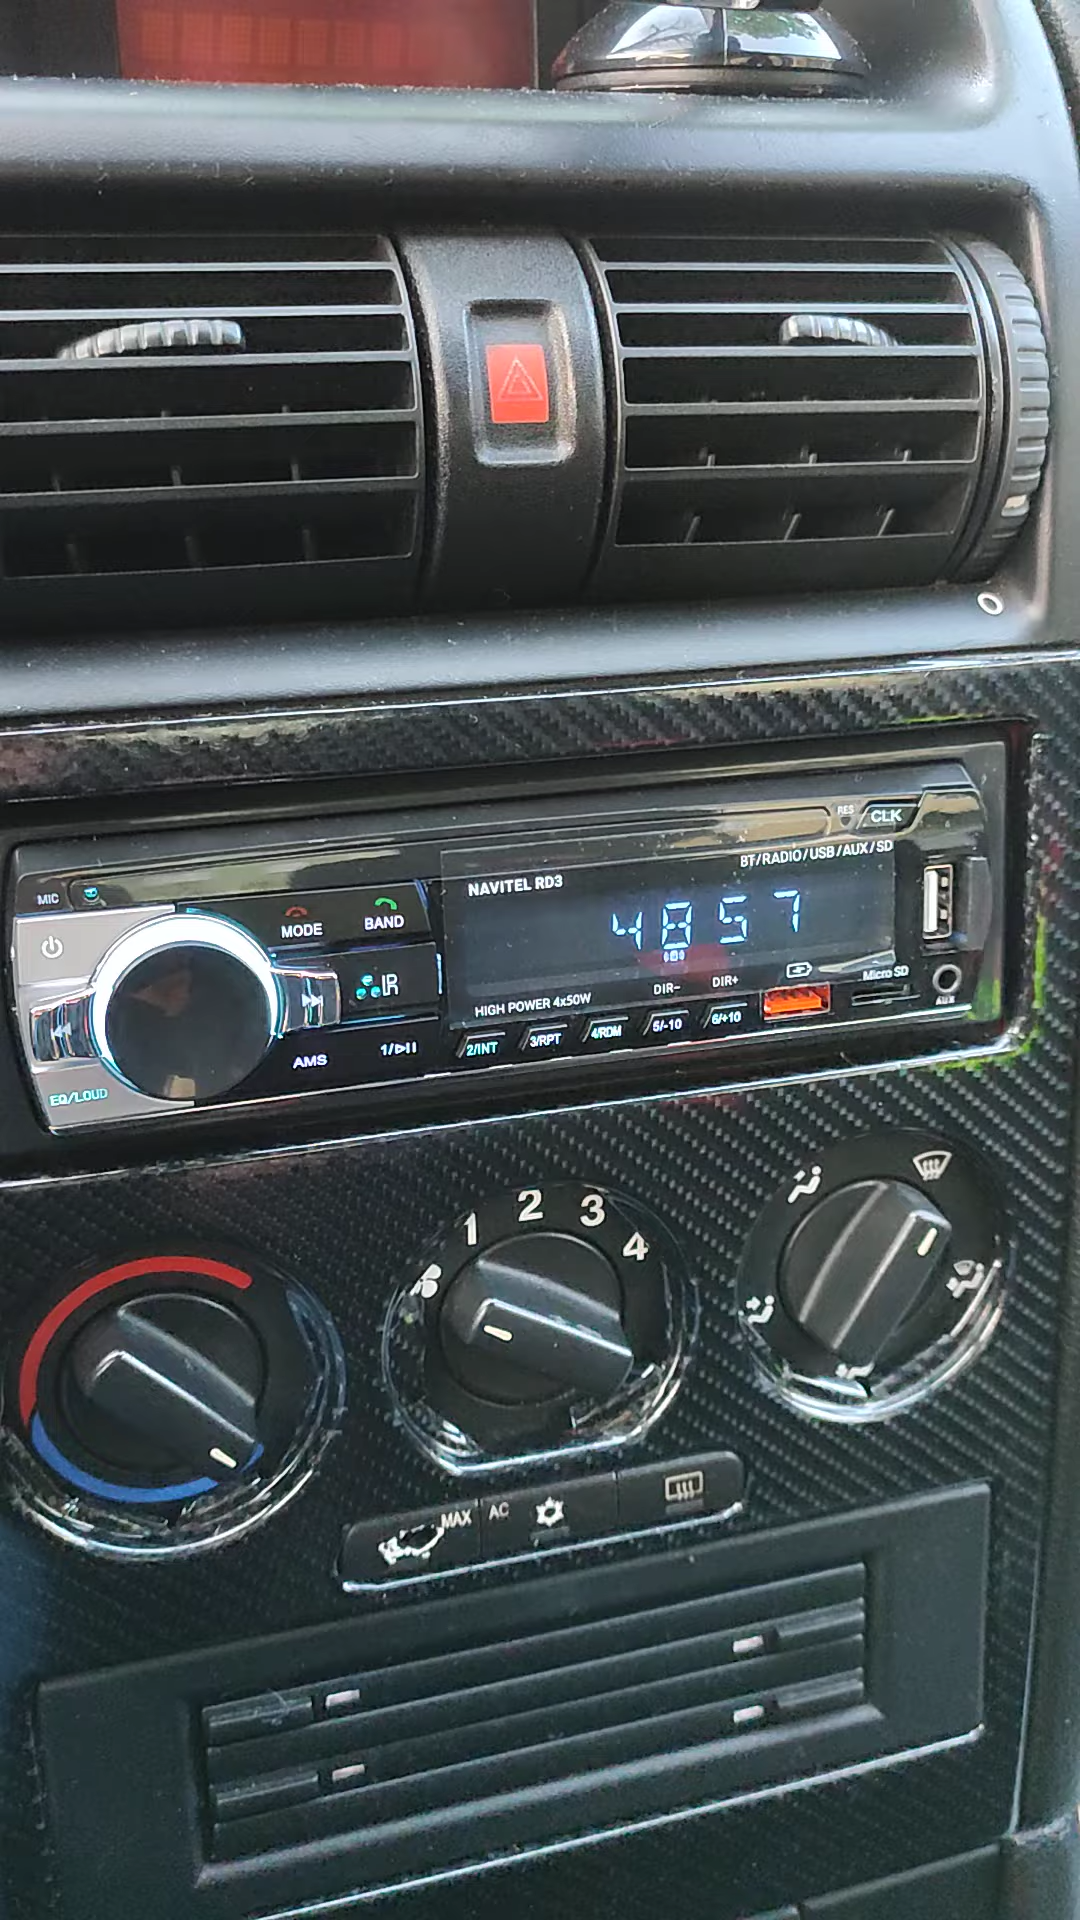 RES
CLK
BT/RADIO/USB/AUX/SD
NAVITEL RD3
MIC
MODE
BAND
4857
IR
DIR-
DIR+
Micro SD
HIGH POWER 4x50W
AUX
AMS
1/▷II
2/INT
3/RPT
4/RDM
5/-10
6/+10
EQ/LOUD
1
2
3
4
MAX
AC